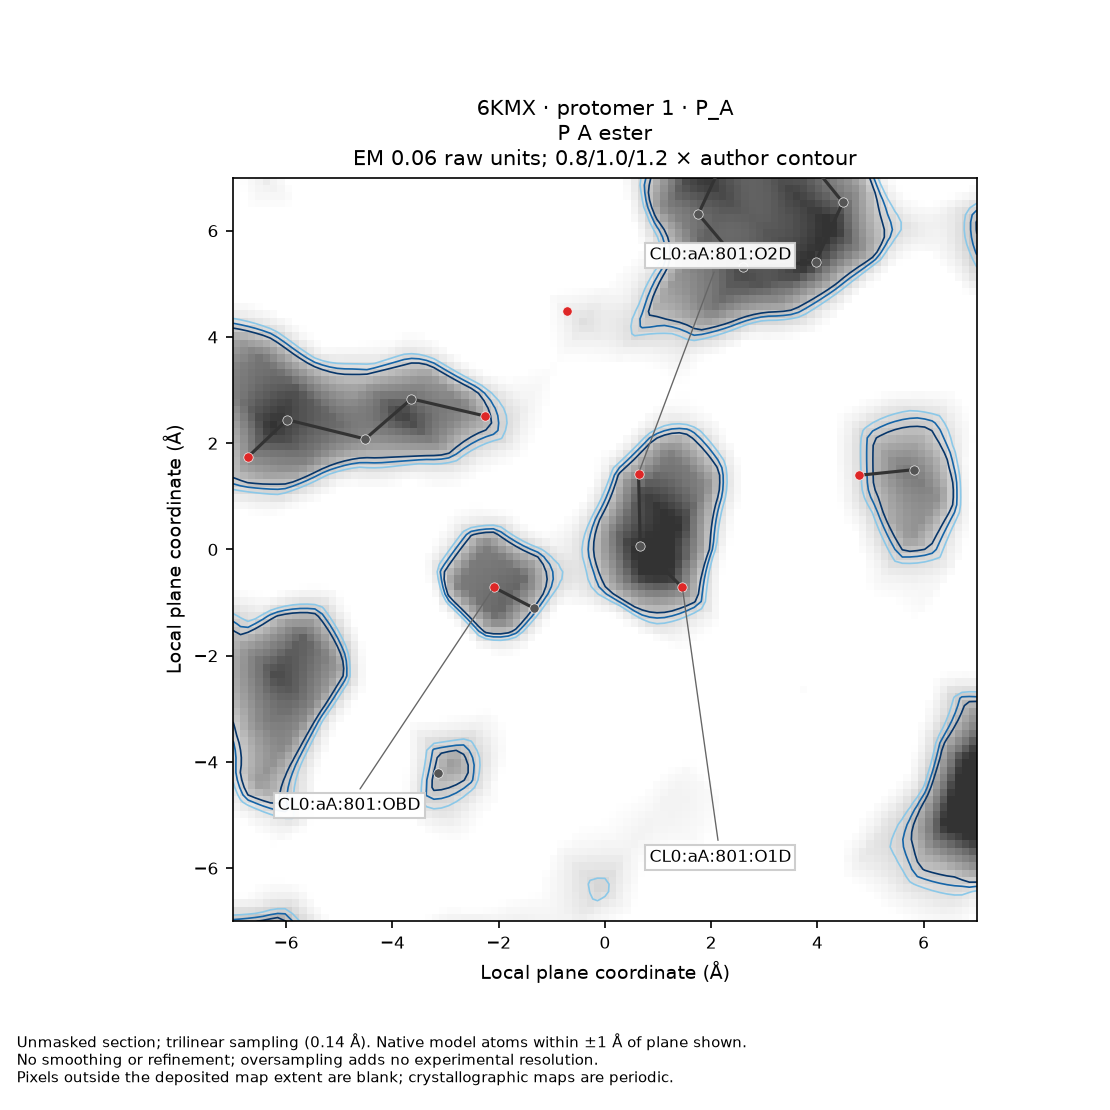 6KMX · protomer 1 · P_A
P A ester
EM 0.06 raw units; 0.8/1.0/1.2 × author contour
Local plane coordinate (Å)
6
4
2
0
−2
−4
−6
CL0:aA:801:O2D
CL0:aA:801:OBD
CL0:aA:801:O1D
−6 −4 −2 0 2 4 6
Local plane coordinate (Å)
Unmasked section; trilinear sampling (0.14 Å). Native model atoms within ±1 Å of plane shown.
No smoothing or refinement; oversampling adds no experimental resolution.
Pixels outside the deposited map extent are blank; crystallographic maps are periodic.